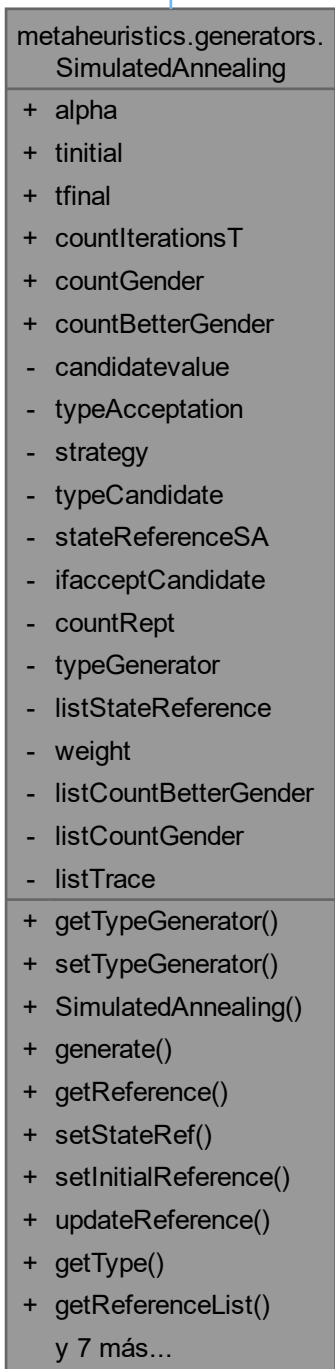 metaheuristics.generators.
SimulatedAnnealing
+ alpha
+ tinitial
+ tfinal
+ countIterationsT
+ countGender
+ countBetterGender
- candidatevalue
- typeAcceptation
- strategy
- typeCandidate
- stateReferenceSA
- ifacceptCandidate
- countRept
- typeGenerator
- listStateReference
- weight
- listCountBetterGender
- listCountGender
- listTrace
+ getTypeGenerator()
+ setTypeGenerator()
+ SimulatedAnnealing()
+ generate()
+ getReference()
+ setStateRef()
+ setInitialReference()
+ updateReference()
+ getType()
+ getReferenceList()
y 7 más...